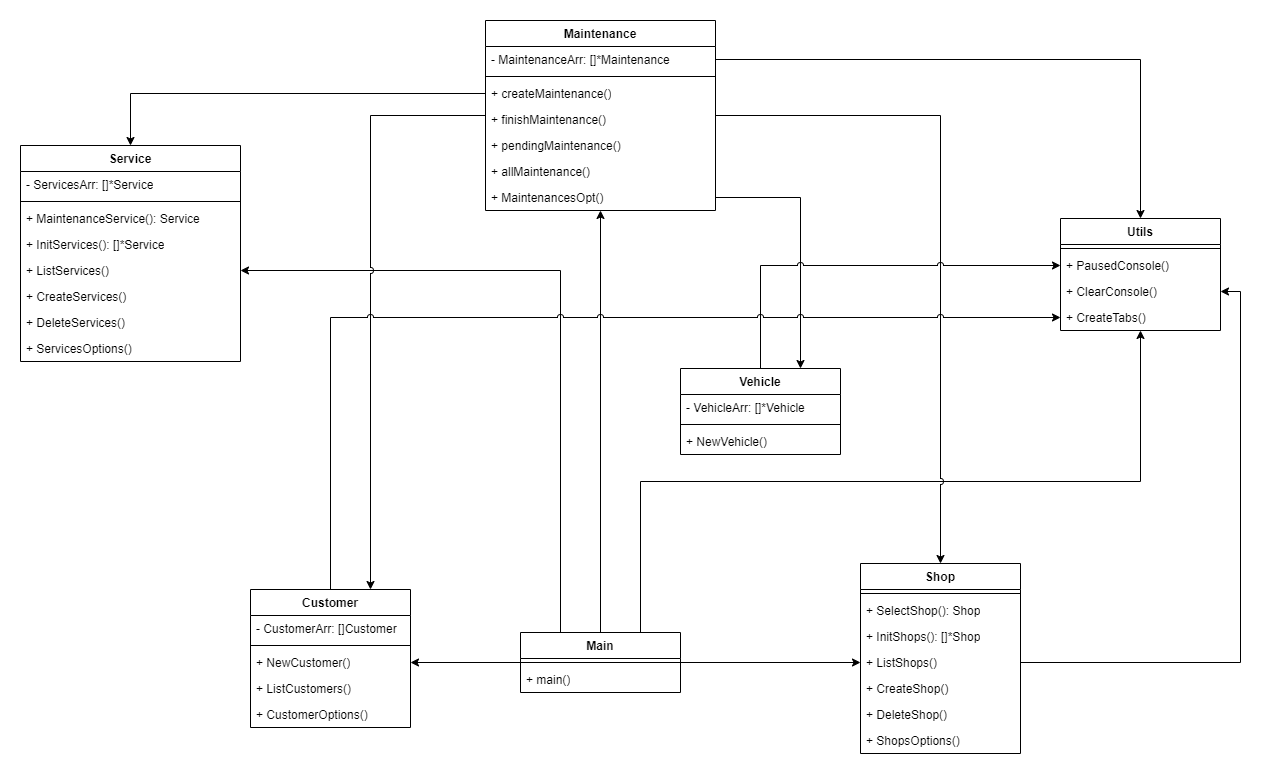 Maintenance
- MaintenanceArr: []*Maintenance
+ createMaintenance()
+ finishMaintenance()
+ pendingMaintenance()
+ allMaintenance()
+ MaintenancesOpt()
Service
- ServicesArr: []*Service
+ MaintenanceService(): Service
+ InitServices(): []*Service
+ ListServices()
+ CreateServices()
+ DeleteServices()
+ ServicesOptions()
Utils
+ PausedConsole()
+ ClearConsole()
+ CreateTabs()
Vehicle
- VehicleArr: []*Vehicle
+ NewVehicle()
Customer
- CustomerArr: []Customer
+ NewCustomer()
+ ListCustomers()
+ CustomerOptions()
Main
+ main()
Shop
+ SelectShop(): Shop
+ InitShops(): []*Shop
+ ListShops()
+ CreateShop()
+ DeleteShop()
+ ShopsOptions()